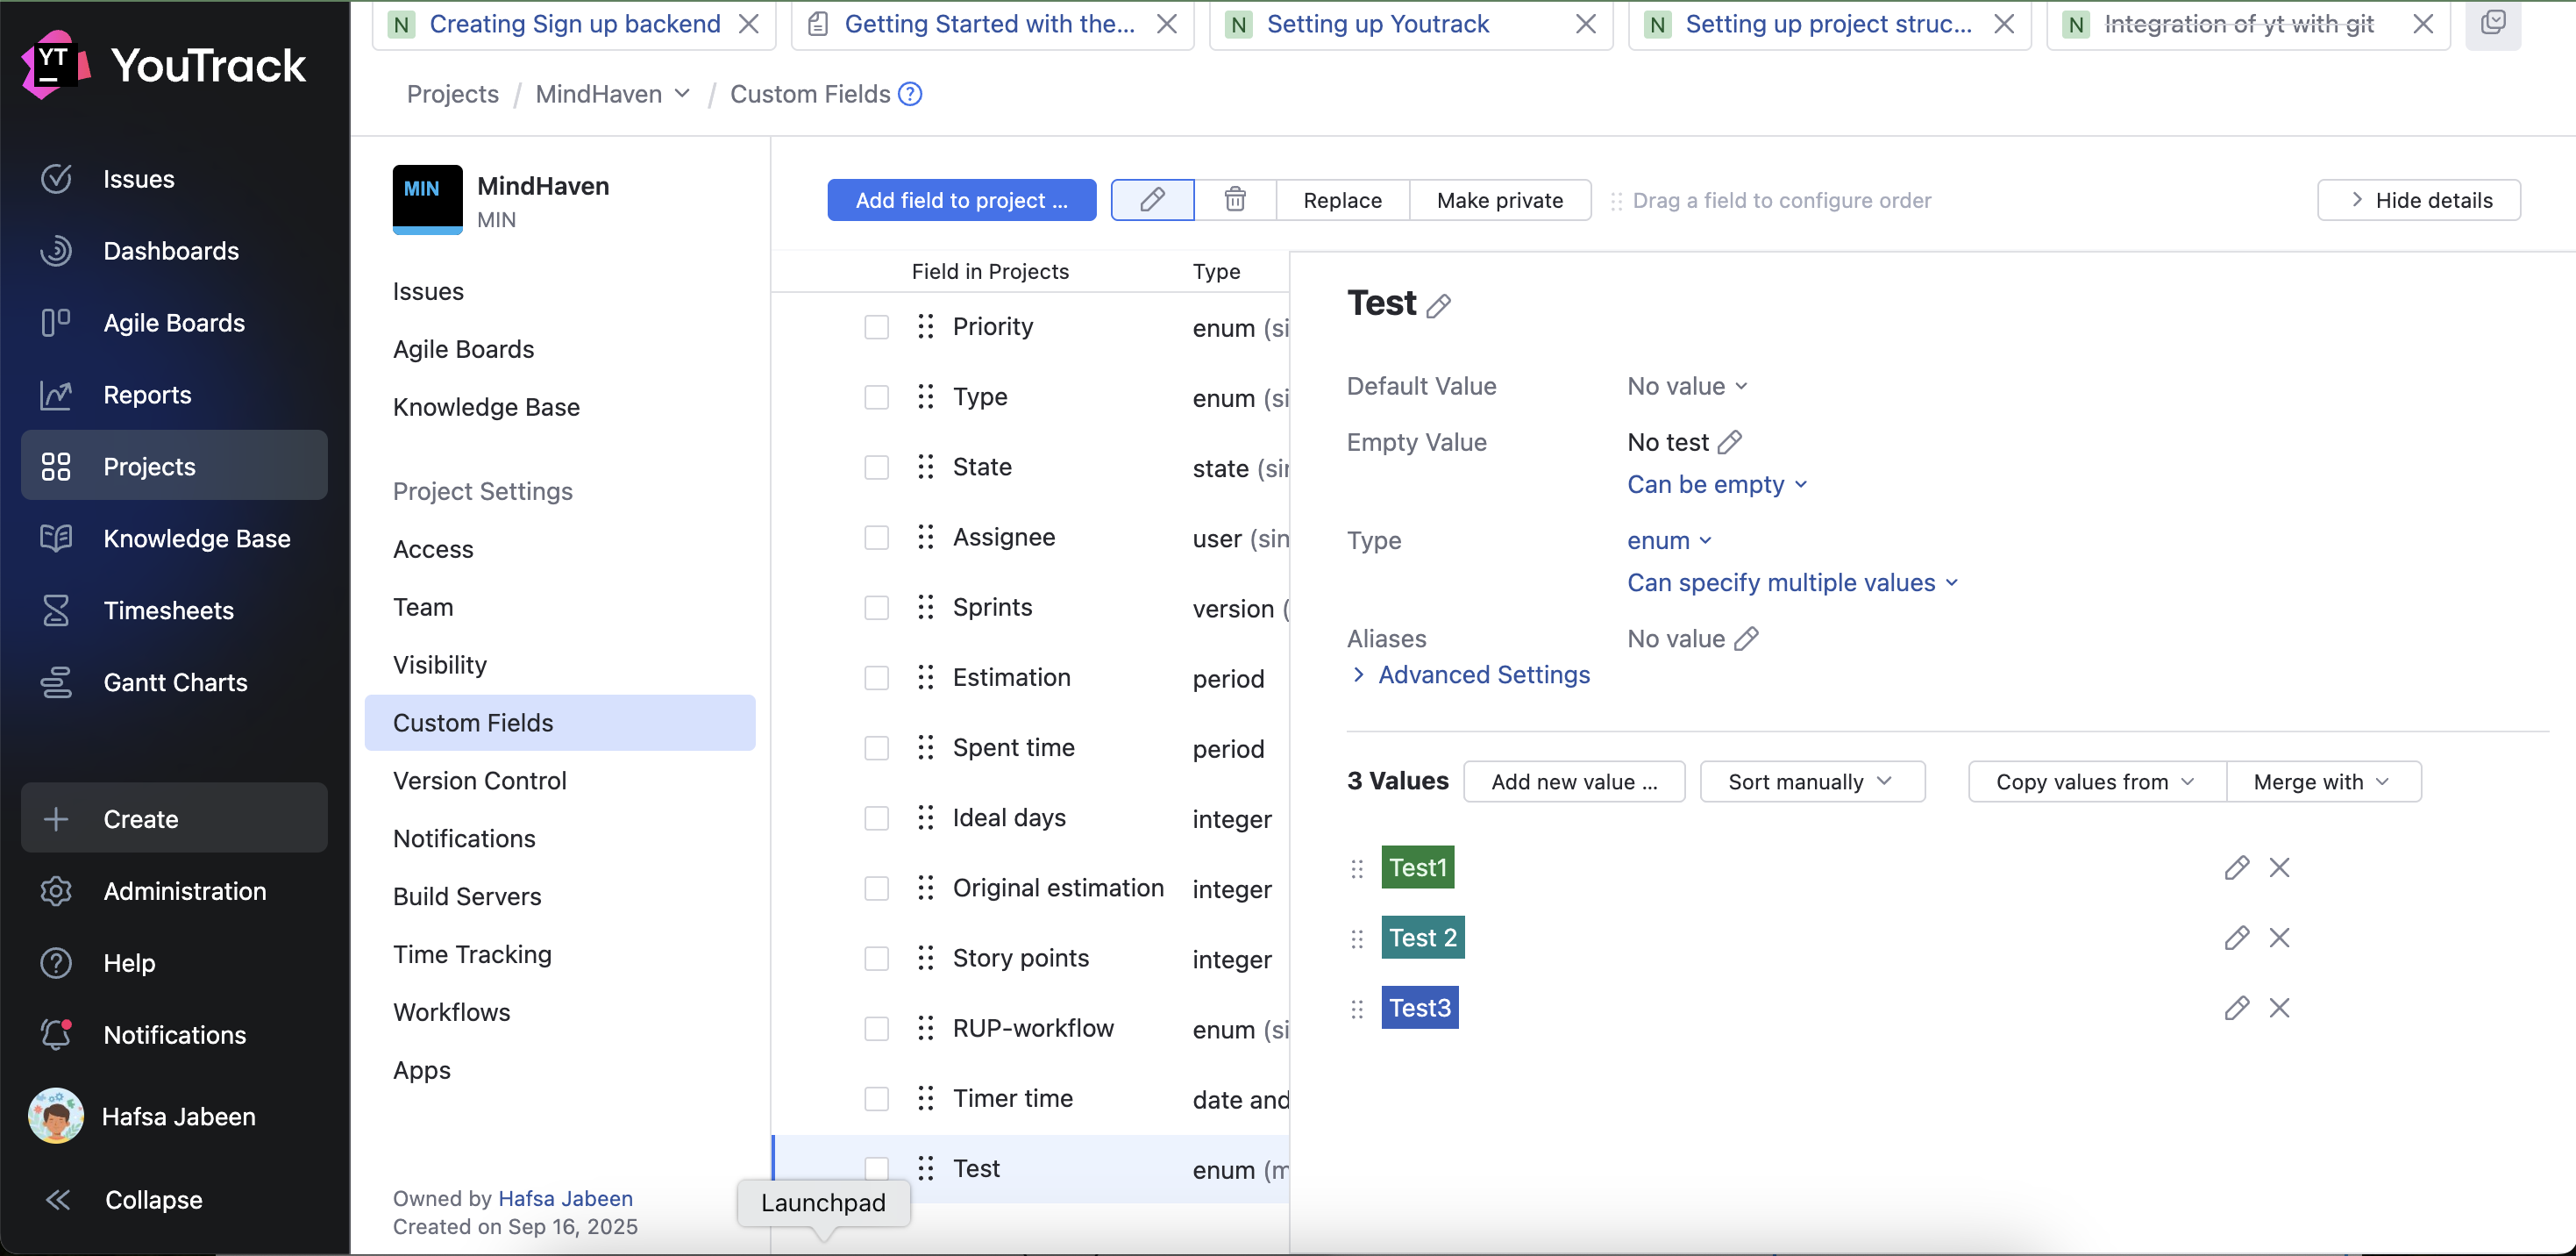 YT
YouTrack
Issues
Dashboards
Agile Boards
Reports
Projects
Knowledge Base
Timesheets
Gantt Charts
Create
Administration
Help
Notifications
Hafsa Jabeen
Collapse
N Creating Sign up backend
Getting Started with the...
N Setting up Youtrack
N Setting up project struc...
N Integration of yt with git
Projects / MindHaven / Custom Fields ?
MIN
MindHaven
MIN
Issues
Agile Boards
Knowledge Base
Project Settings
Access
Team
Visibility
Custom Fields
Version Control
Notifications
Build Servers
Time Tracking
Workflows
Apps
Owned by Hafsa Jabeen
Created on Sep 16, 2025
Add field to project ...
Replace
Make private
Drag a field to configure order
Hide details
Field in Projects Type
Priority enum (si
Type enum (si
State state (sin
Assignee user (sin
Sprints version (
Estimation period
Spent time period
Ideal days integer
Original estimation integer
Story points integer
RUP-workflow enum (si
Timer time date and
Test enum (m
Launchpad
Test
Default Value No value
Empty Value No test
Can be empty
Type enum
Can specify multiple values
Aliases No value
Advanced Settings
3 Values Add new value ... Sort manually Copy values from Merge with
Test1
Test 2
Test3